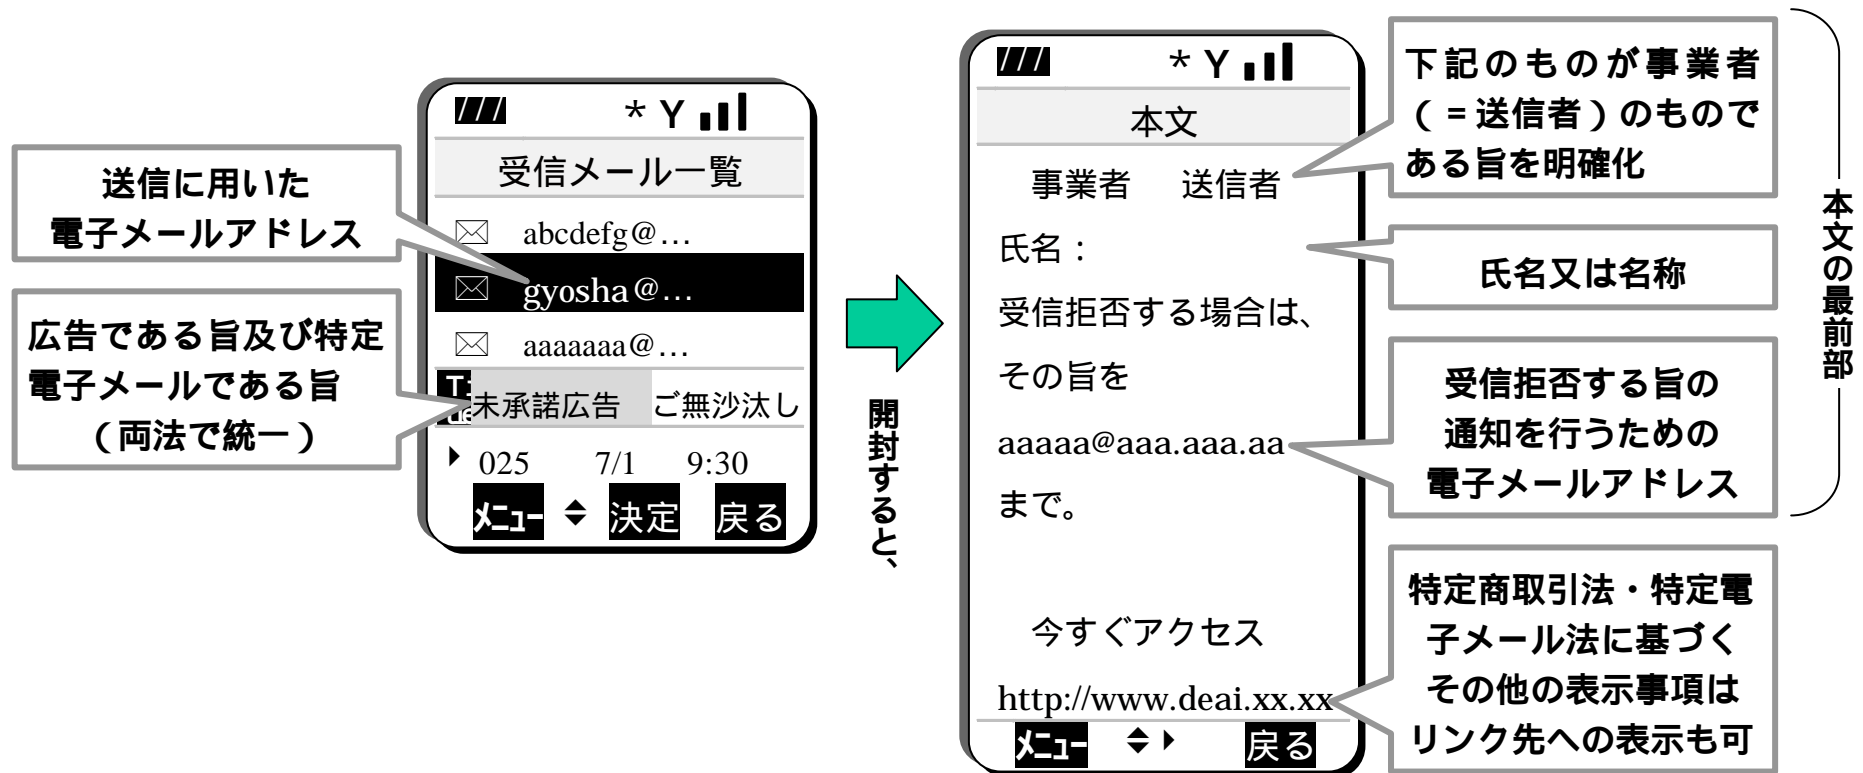 送信に用いた
電子メールアドレス
広告である旨及び特定
電子メールである旨
（両法で統一）
* Y
受信メール一覧
abcdefg@…
gyosha@…
aaaaaaa@…
未承諾広告 ご無沙汰し
025 7/1 9:30
メニュー 決定 戻る
開封すると、
* Y
本文
事業者 送信者
氏名：
受信拒否する場合は、
その旨を
aaaaa@aaa.aaa.aa
まで。
今すぐアクセス
http://www.deai.xx.xx
メニュー 戻る
下記のものが事業者
（=送信者）のもので
ある旨を明確化
氏名又は名称
受信拒否する旨の
通知を行うための
電子メールアドレス
特定商取引法・特定電
子メール法に基づく
その他の表示事項は
リンク先への表示も可
本文の最前部